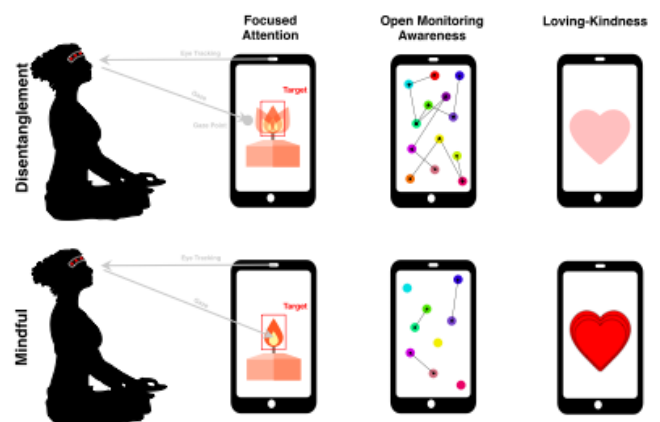 Focused
Attention
Open Monitoring
Awareness
Loving-Kindness
Disentanglement
Eye Tracking
Target
Gaze
Gaze Point
Mindful
Eye Tracking
Target
Gaze